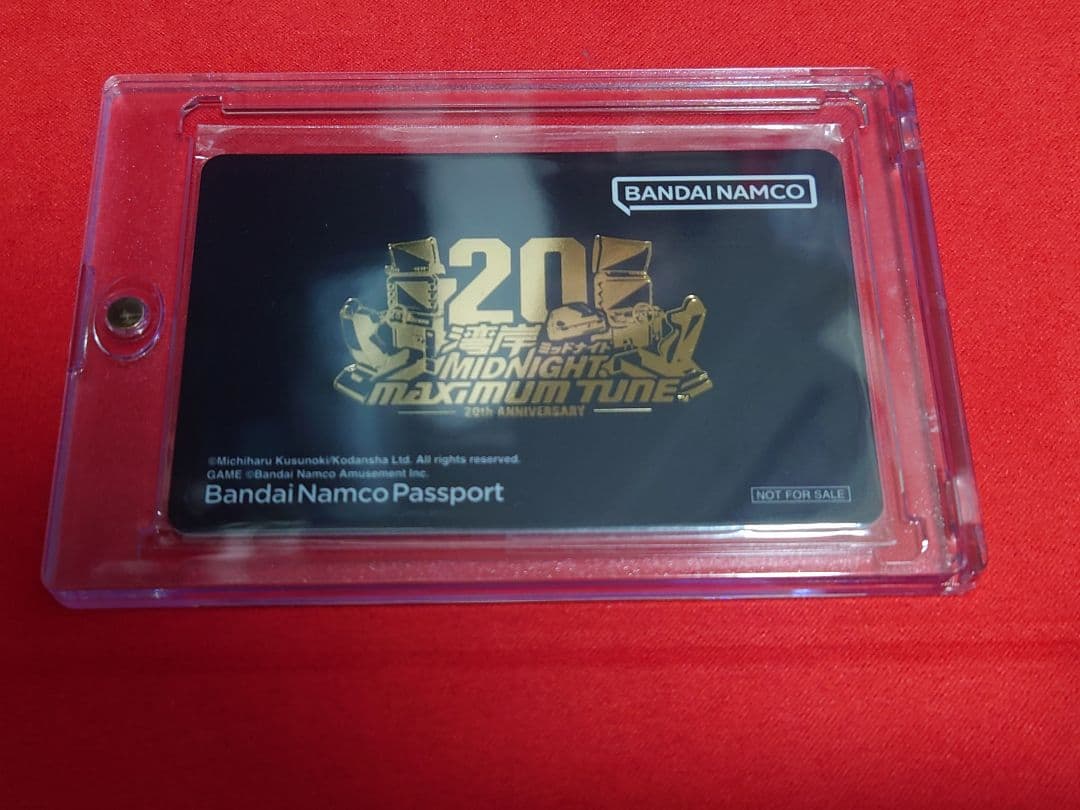 BANDAI NAMCO
20
湾岸 ミッドナイト
MIDNIGHT
MAXIMUM TUNE
20th ANNIVERSARY
©Michiharu Kusunoki/Kodansha Ltd. All rights reserved.
GAME ©Bandai Namco Amusement Inc.
Bandai Namco Passport
NOT FOR SALE